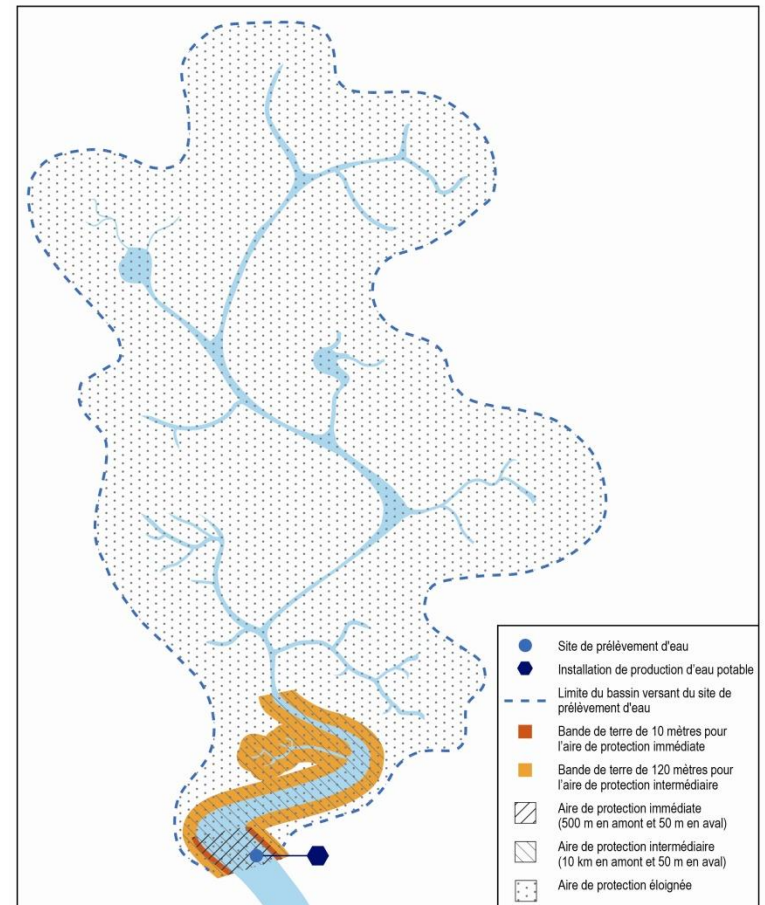 Site de prélèvement d'eau
Installation de production d'eau potable
Limite du bassin versant du site de
prélèvement d'eau
Bande de terre de 10 mètres pour
l'aire de protection immédiate
Bande de terre de 120 mètres pour
l'aire de protection intermédiaire
Aire de protection immédiate
(500 m en amont et 50 m en aval)
Aire de protection intermédiaire
(10 km en amont et 50 m en aval)
Aire de protection éloignée